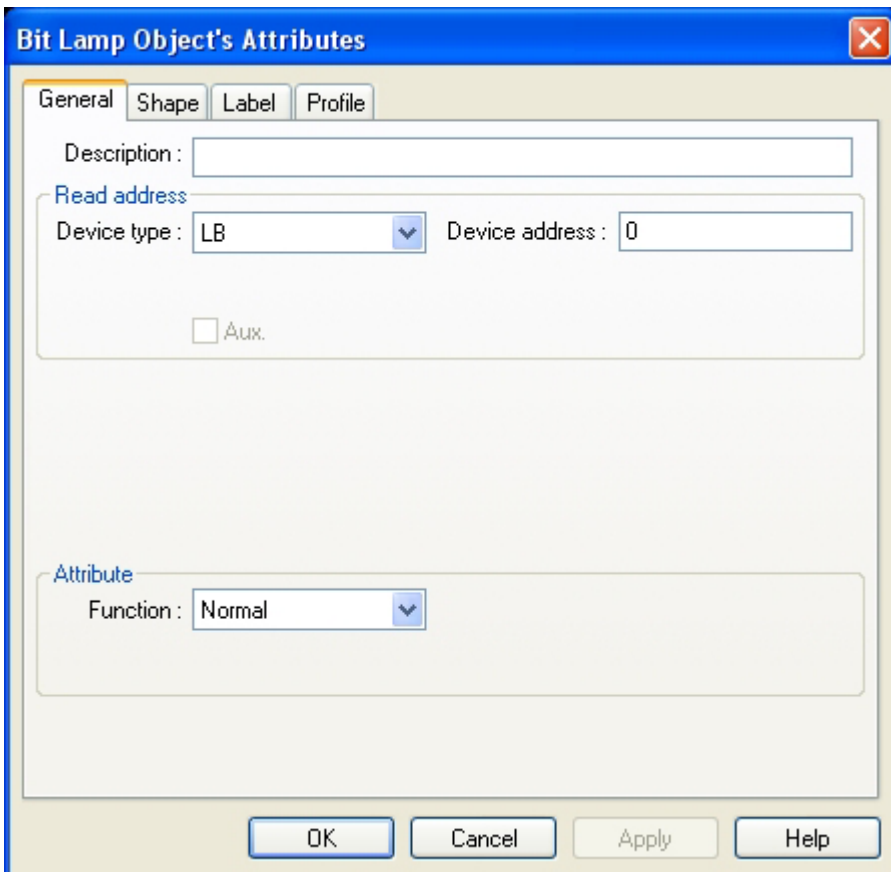 Bit Lamp Object's Attributes
General Shape Label Profile
Description :
Read address
Device type : LB Device address : 0
Aux.
Attribute
Function : Normal
OK Cancel Apply Help